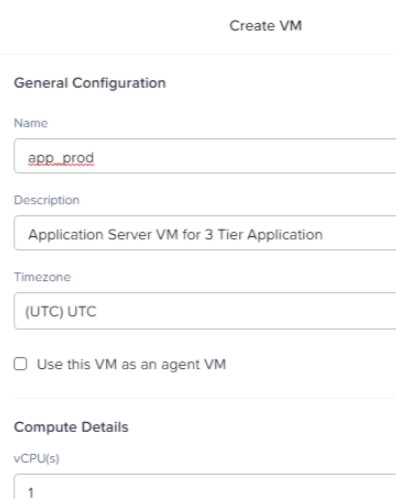 Create VM
General Configuration
Name
app_prod
Description
Application Server VM for 3 Tier Application
Timezone
(UTC) UTC
Use this VM as an agent VM
Compute Details
vCPU(s)
1